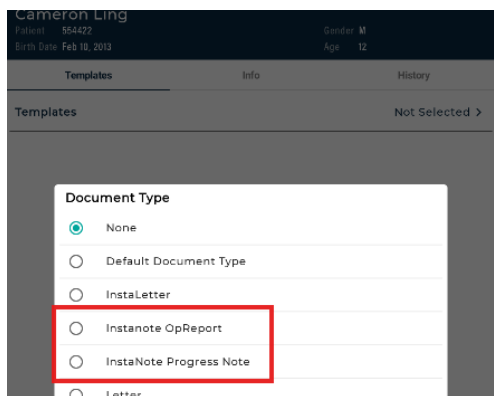 Cameron Ling
Patient 554422 Gender M
Birth Date Feb 10, 2013 Age 12
Templates Info History
Templates Not Selected >
Document Type
None
Default Document Type
InstaLetter
Instanote OpReport
InstaNote Progress Note
Letter